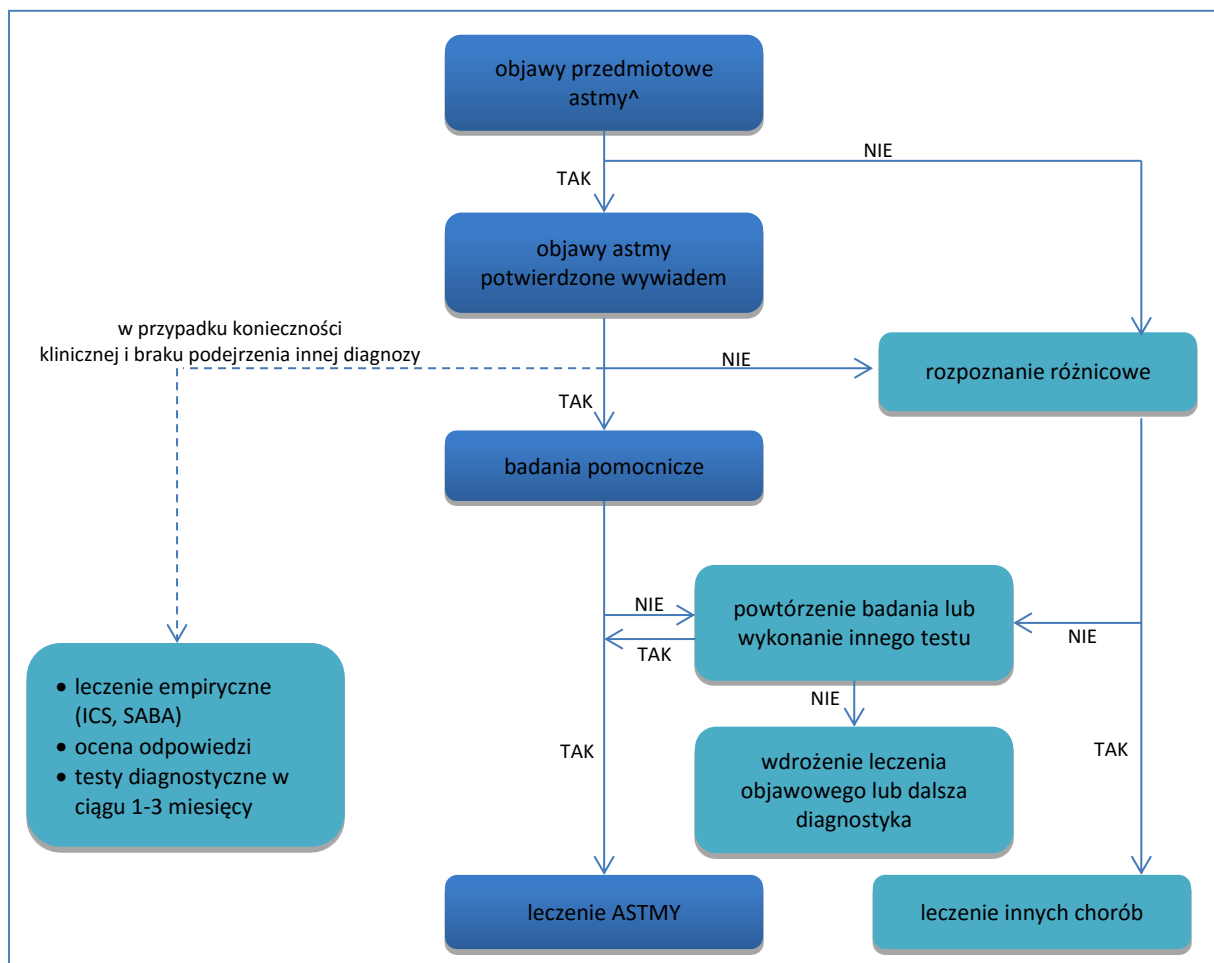 objawy przedmiotowe
astmy^
NIE
TAK
objawy astmy
potwierdzone wywiadem
w przypadku konieczności
klinicznej i braku podejrzenia innej diagnozy
NIE
rozpoznanie różnicowe
TAK
badania pomocnicze
NIE
powtórzenie badania lub
wykonanie innego testu
NIE
TAK
• leczenie empiryczne
(ICS, SABA)
• ocena odpowiedzi
• testy diagnostyczne w
ciągu 1-3 miesięcy
NIE
TAK
wdrożenie leczenia
objawowego lub dalsza
diagnostyka
TAK
leczenie ASTMY
leczenie innych chorób